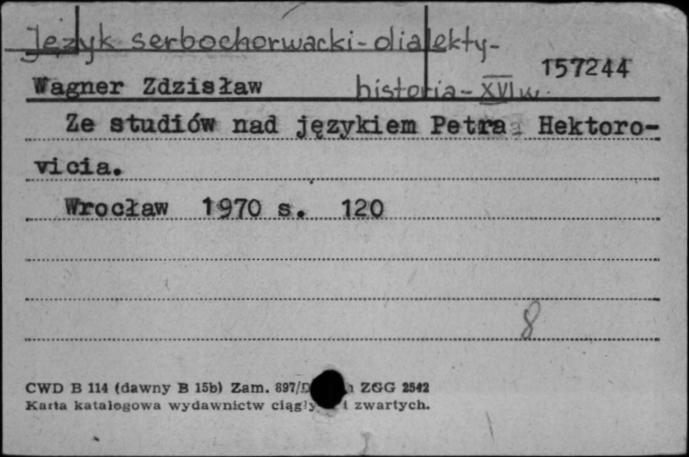 Język serbochorwacki - dialekty -
157244
Wagner Zdzisław historia - XVI w.
Ze studiów nad językiem Petra Hektoro-
vicia.
Wrocław 1970 s. 120
8
CWD B 114 (dawny B 15b) Zam. 897/ ZGG 2542
Karta katalogowa wydawnictw i zwartych.